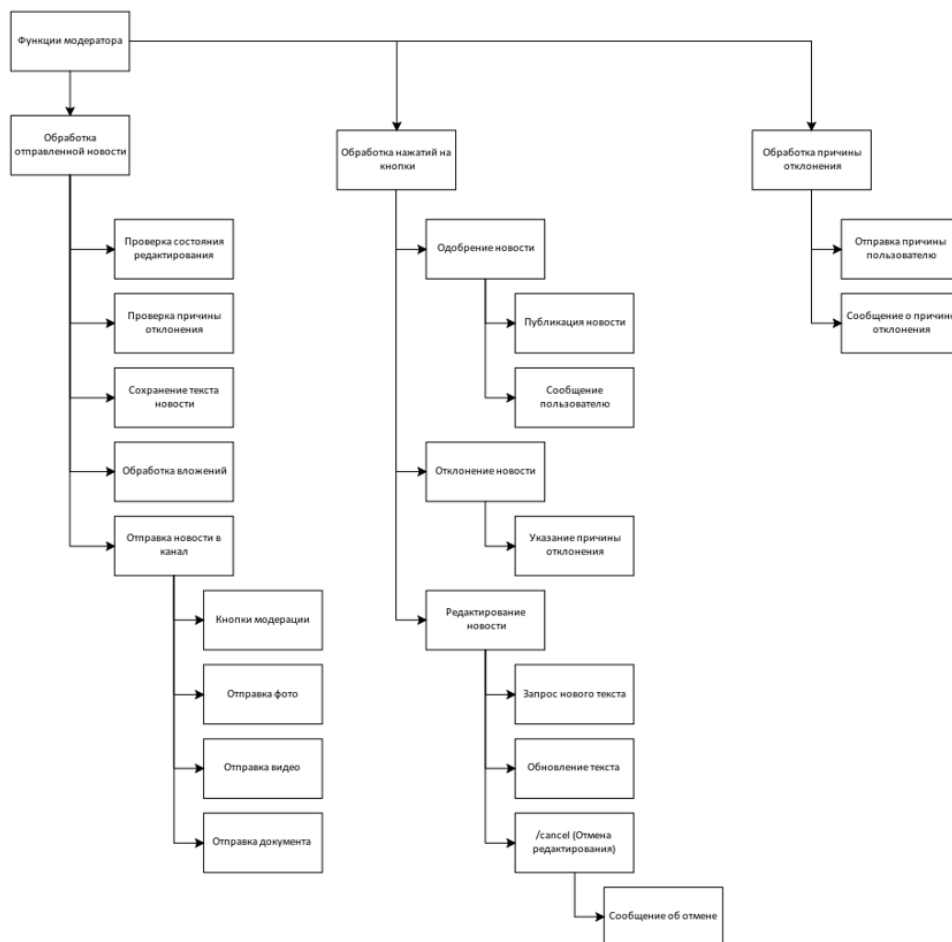 Функции модератора
Обработка
отправленной новости
Проверка состояния
редактирования
Проверка причины
отклонения
Сохранение текста
новости
Обработка вложений
Отправка новости в
канал
Кнопки модерации
Отправка фото
Отправка видео
Отправка документа
Обработка нажатий на
кнопки
Одобрение новости
Публикация новости
Сообщение
пользователю
Отклонение новости
Указание причины
отклонения
Редактирование
новости
Запрос нового текста
Обновление текста
/cancel (Отмена
редактирования)
Сообщение об отмене
Обработка причины
отклонения
Отправка причины
пользователю
Сообщение о причине
отклонения